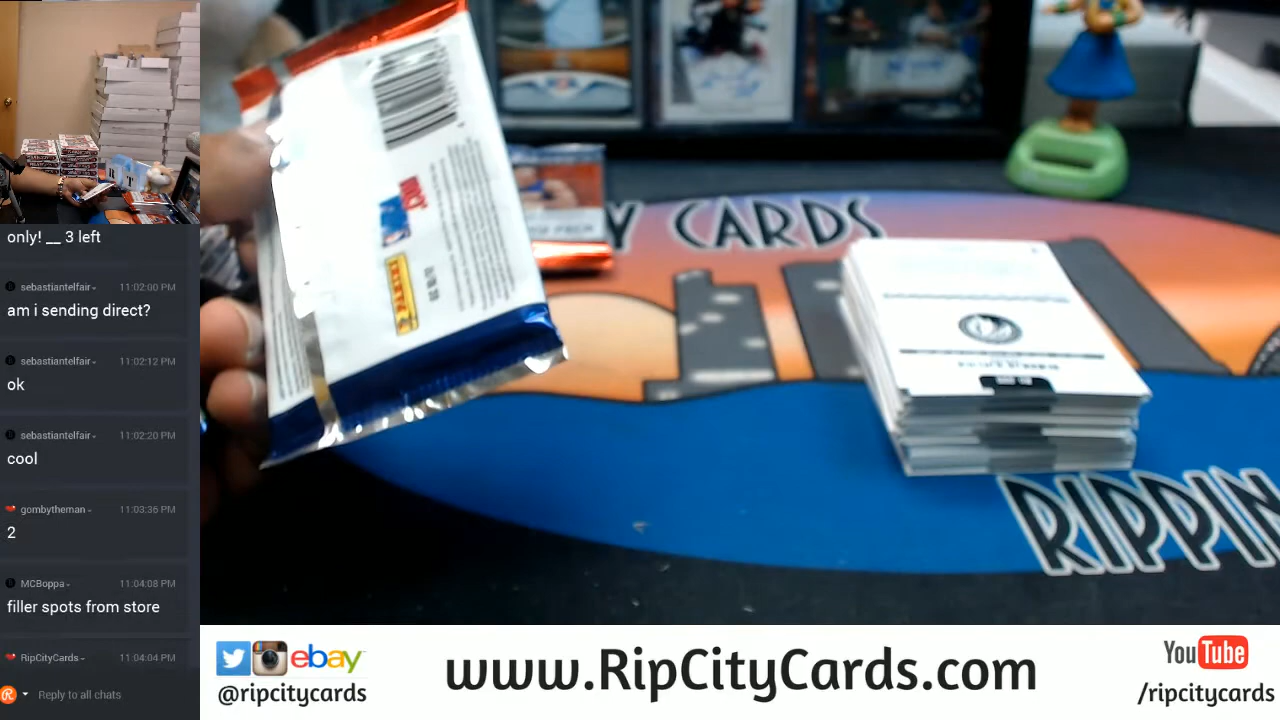 only! __ 3 left
sebastiantelfair 11:02:00 PM
am i sending direct?
sebastiantelfair 11:02:12 PM
ok
sebastiantelfair 11:02:20 PM
cool
gombytheman 11:03:36 PM
2
MCBoppa 11:04:08 PM
filler spots from store
RipCityCards 11:04:04 PM
Reply to all chats
PANINI
Y CARDS
RIPPIN
ebay
@ripcitycards
www.RipCityCards.com
YouTube
/ripcitycards